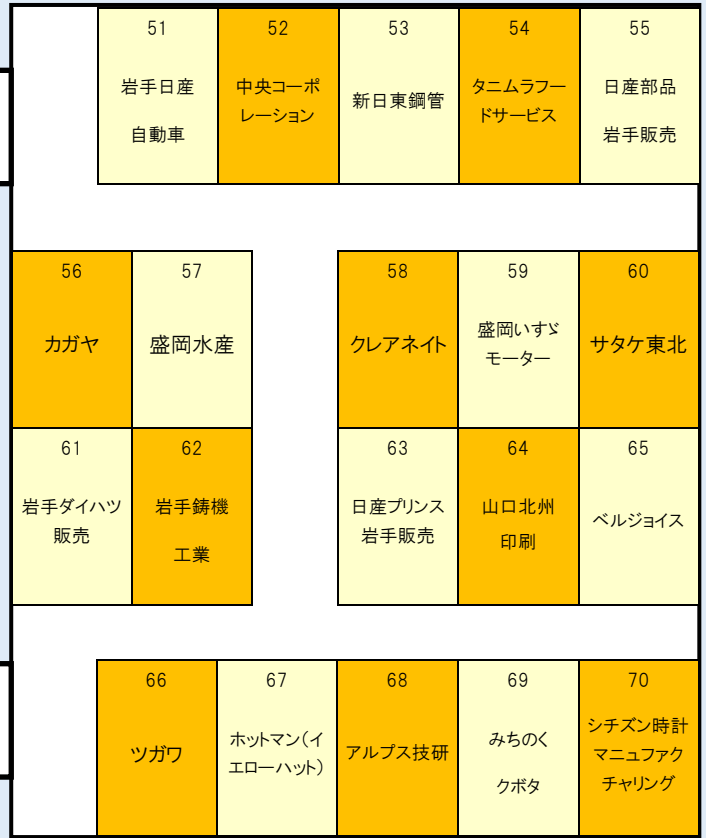 51
岩手日産
自動車
52
中央コーポ
レーション
53
新日東鋼管
54
タニムラフー
ドサービス
55
日産部品
岩手販売
56
カガヤ
57
盛岡水産
58
クレアネイト
59
盛岡いすゞ
モーター
60
サタケ東北
61
岩手ダイハツ
販売
62
岩手鋳機
工業
63
日産プリンス
岩手販売
64
山口北州
印刷
65
ベルジョイス
66
ツガワ
67
ホットマン(イ
エローハット)
68
アルプス技研
69
みちのく
クボタ
70
シチズン時計
マニュファク
チャリング